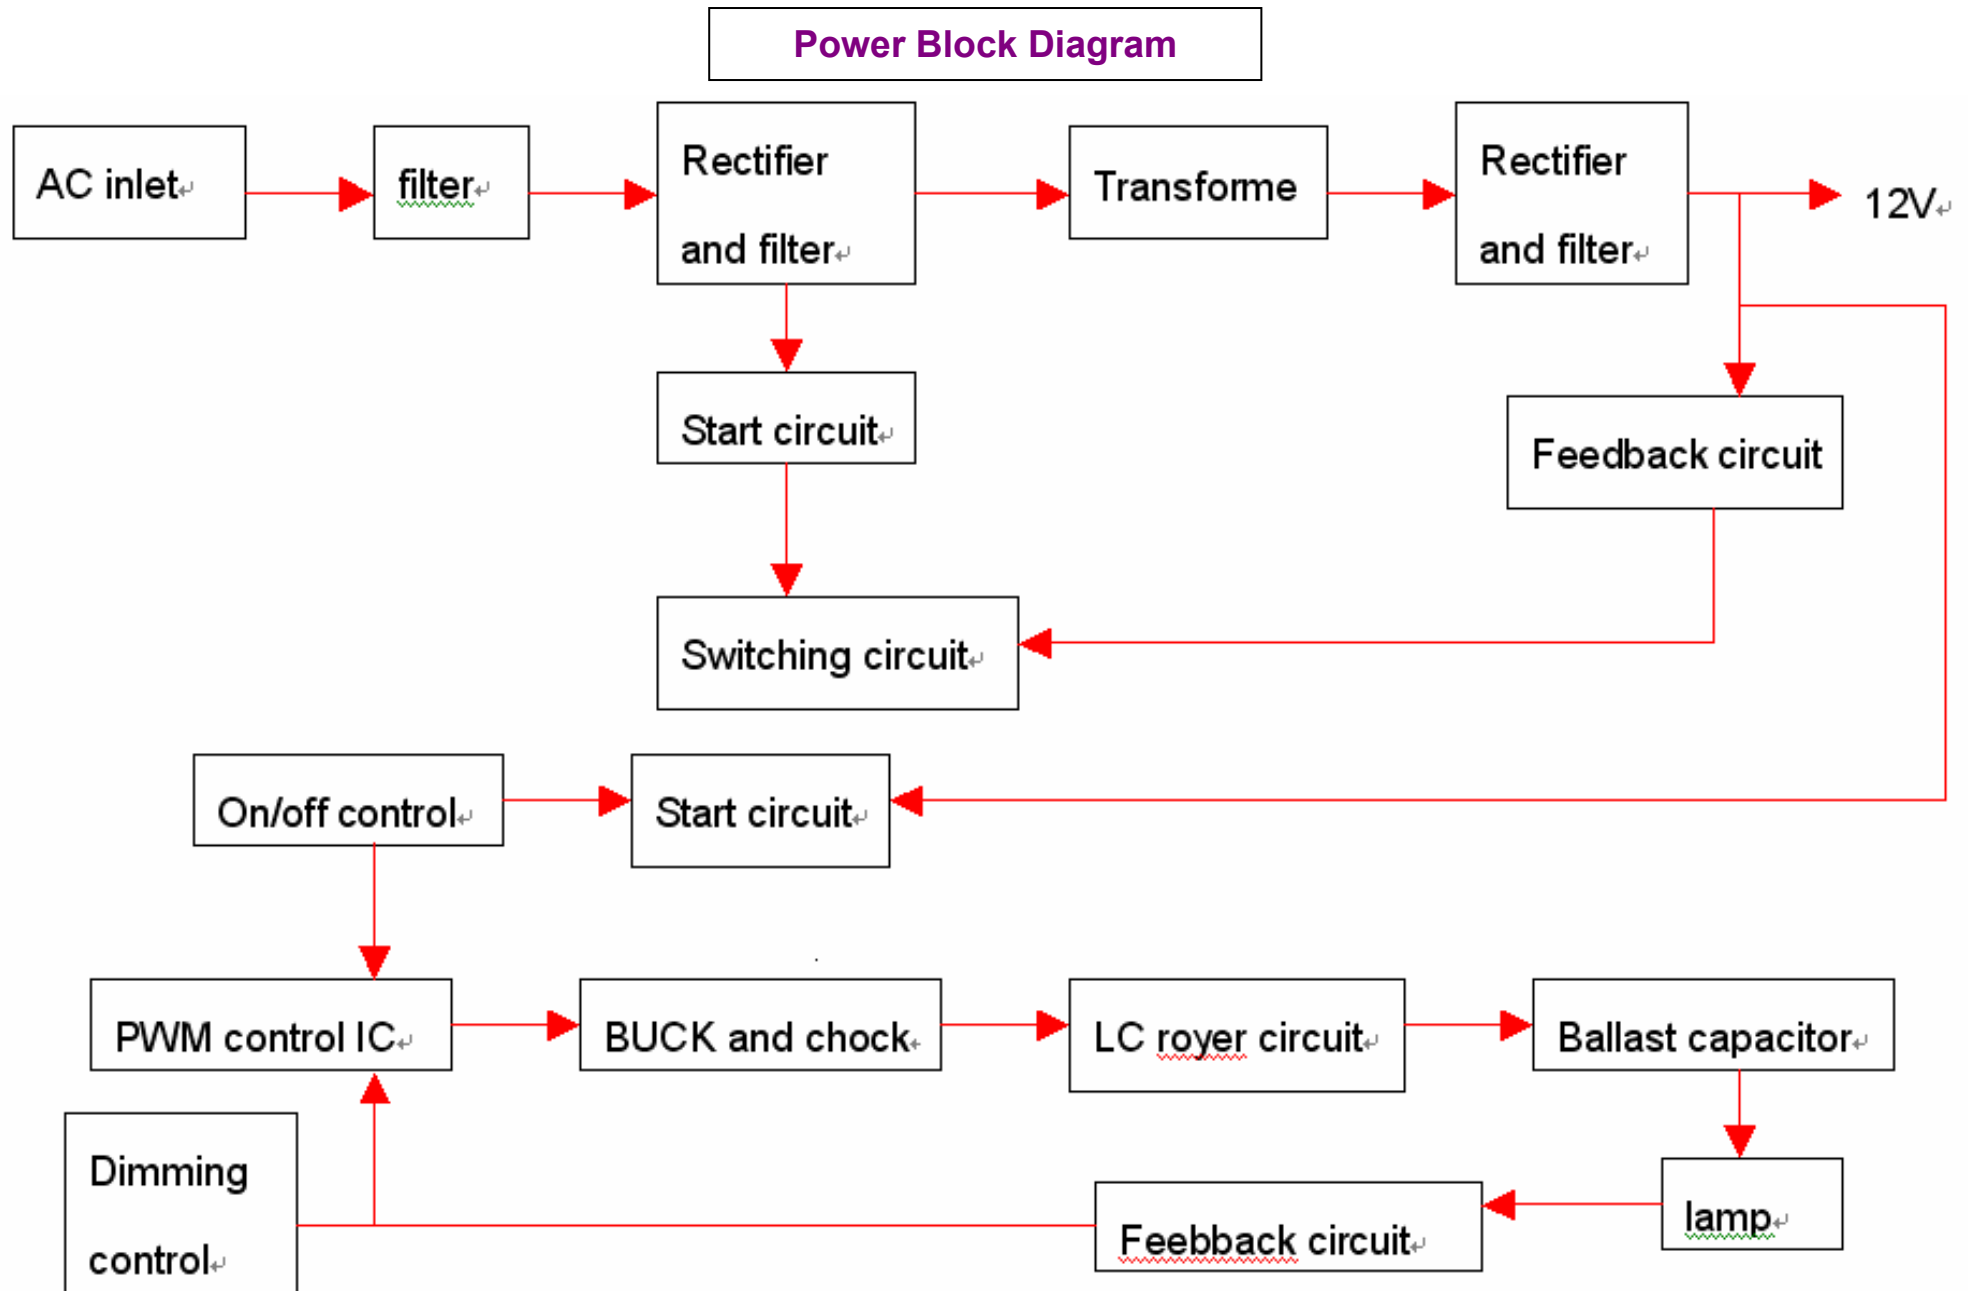 Power Block Diagram
AC inlet
filter
Rectifier
and filter
Transforme
Rectifier
and filter
12V
Start circuit
Feedback circuit
Switching circuit
On/off control
Start circuit
PWM control IC
BUCK and chock
LC royer circuit
Ballast capacitor
Dimming
control
Feebback circuit
lamp